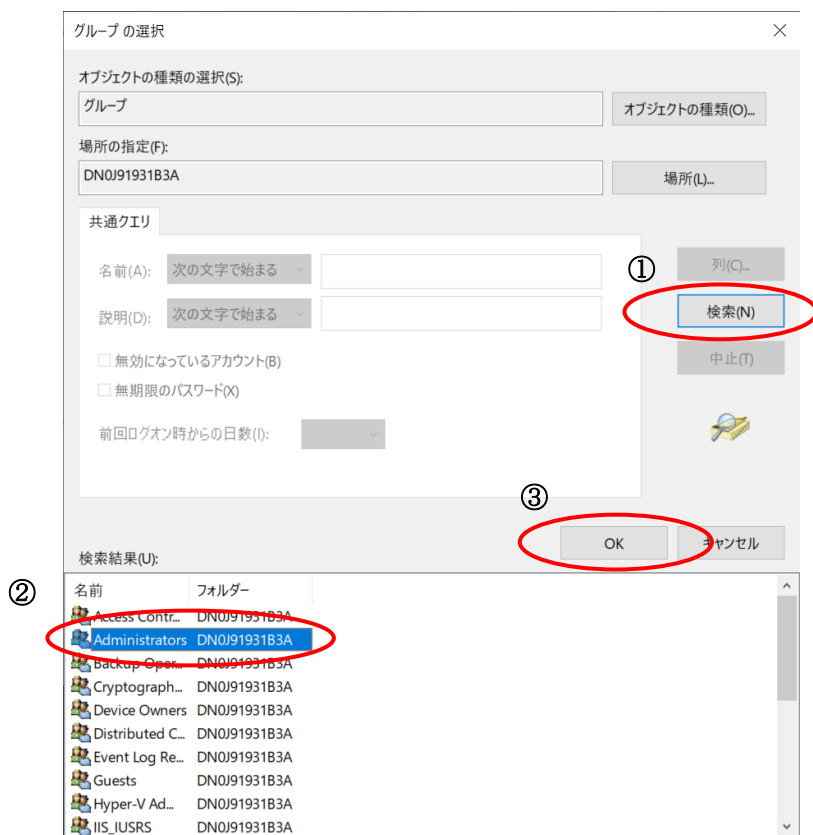 グループ の選択
オブジェクトの種類の選択(S):
グループ
オブジェクトの種類(O)...
場所の指定(F):
DN0J91931B3A
場所(L)...
共通クエリ
名前(A):
次の文字で始まる
①
列(C)...
説明(D):
次の文字で始まる
検索(N)
無効になっているアカウント(B)
中止(T)
無期限のパスワード(X)
前回ログオン時からの日数(I):
③
OK
キャンセル
検索結果(U):
②
名前 フォルダー
Access Contr... DN0J91931B3A
Administrators DN0J91931B3A
Backup Oper... DN0J91931B3A
Cryptograph... DN0J91931B3A
Device Owners DN0J91931B3A
Distributed C... DN0J91931B3A
Event Log Re... DN0J91931B3A
Guests DN0J91931B3A
Hyper-V Ad... DN0J91931B3A
IIS_IUSRS DN0J91931B3A